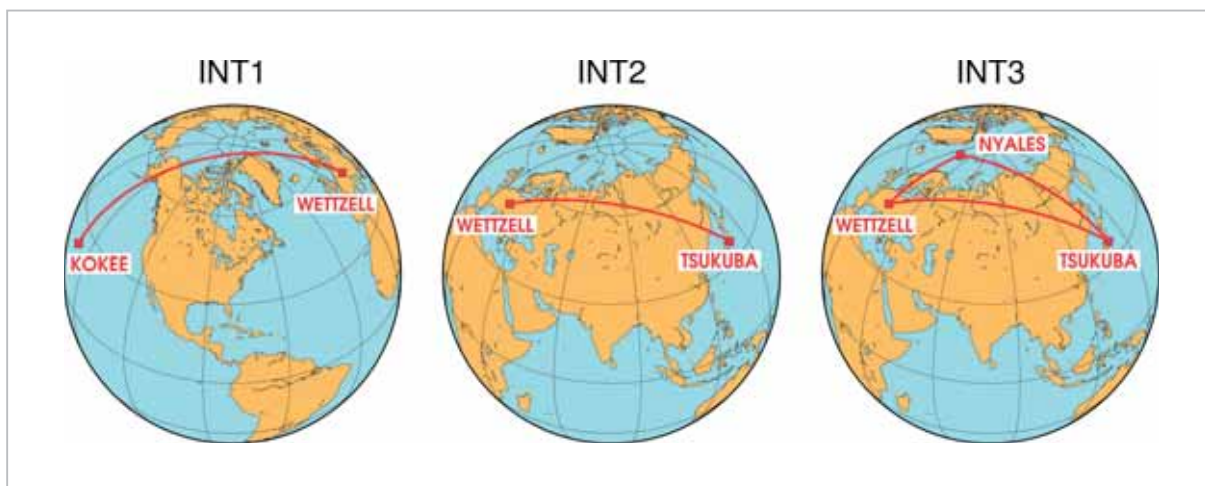 INT1
KOKEE
WETTZELL
INT2
WETTZELL
TSUKUBA
INT3
NYALES
WETTZELL
TSUKUBA